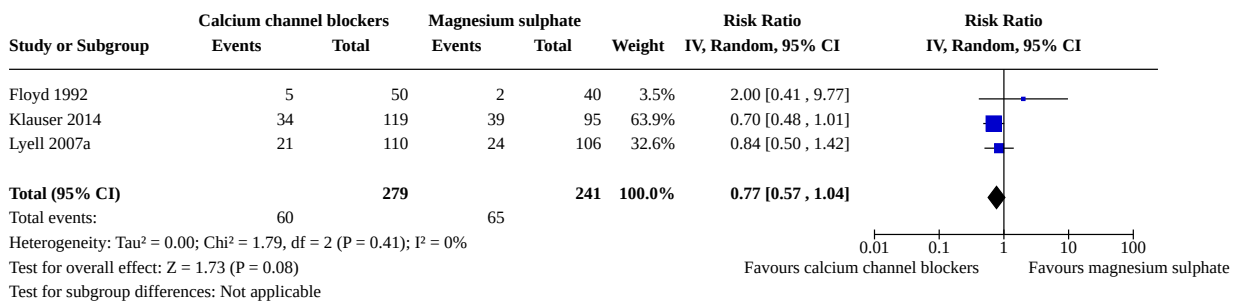 Calcium channel blockers Magnesium sulphate Risk Ratio Risk Ratio
Study or Subgroup Events Total Events Total Weight IV, Random, 95% CI IV, Random, 95% CI
Floyd 1992 5 50 2 40 3.5% 2.00 [0.41 , 9.77]
Klauser 2014 34 119 39 95 63.9% 0.70 [0.48 , 1.01]
Lyell 2007a 21 110 24 106 32.6% 0.84 [0.50 , 1.42]
Total (95% CI) 279 241 100.0% 0.77 [0.57 , 1.04]
Total events: 60 65
Heterogeneity: Tau² = 0.00; Chi² = 1.79, df = 2 (P = 0.41); I² = 0%
0.01 0.1 1 10 100
Test for overall effect: Z = 1.73 (P = 0.08) Favours calcium channel blockers Favours magnesium sulphate
Test for subgroup differences: Not applicable